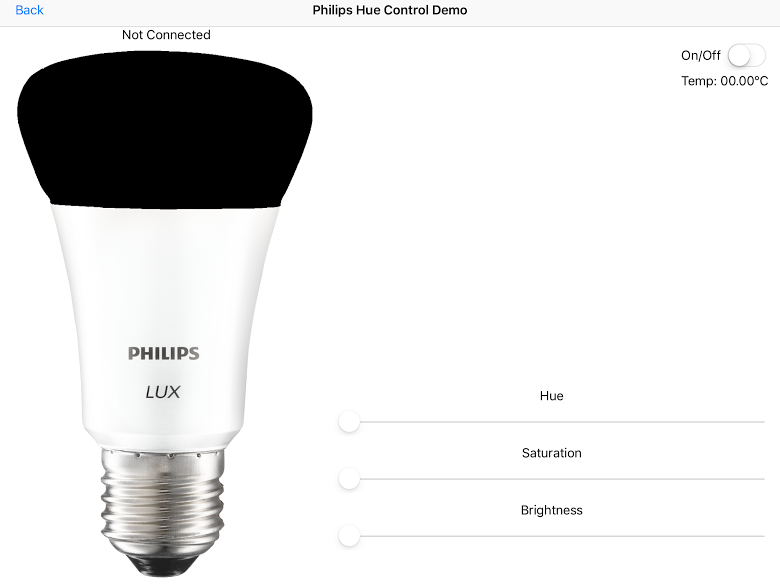 Back
Philips Hue Control Demo
Not Connected
On/Off
Temp: 00.00°C
PHILIPS
LUX
Hue
Saturation
Brightness